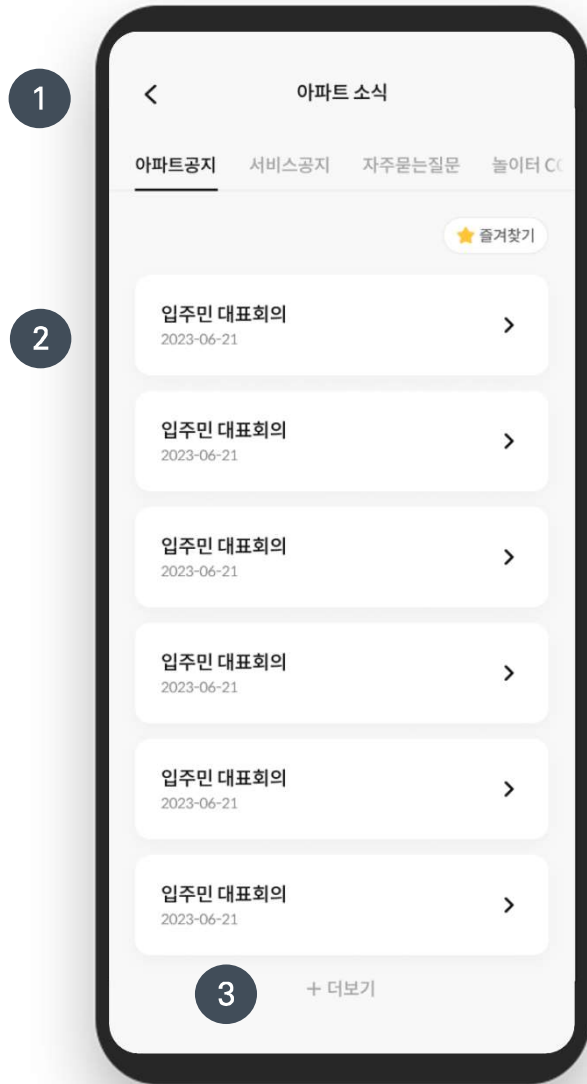 1
아파트 소식
아파트공지 서비스공지 자주묻는질문 놀이터
즐겨찾기
2
입주민 대표회의
2023-06-21
입주민 대표회의
2023-06-21
입주민 대표회의
2023-06-21
입주민 대표회의
2023-06-21
입주민 대표회의
2023-06-21
입주민 대표회의
2023-06-21
3
+ 더보기